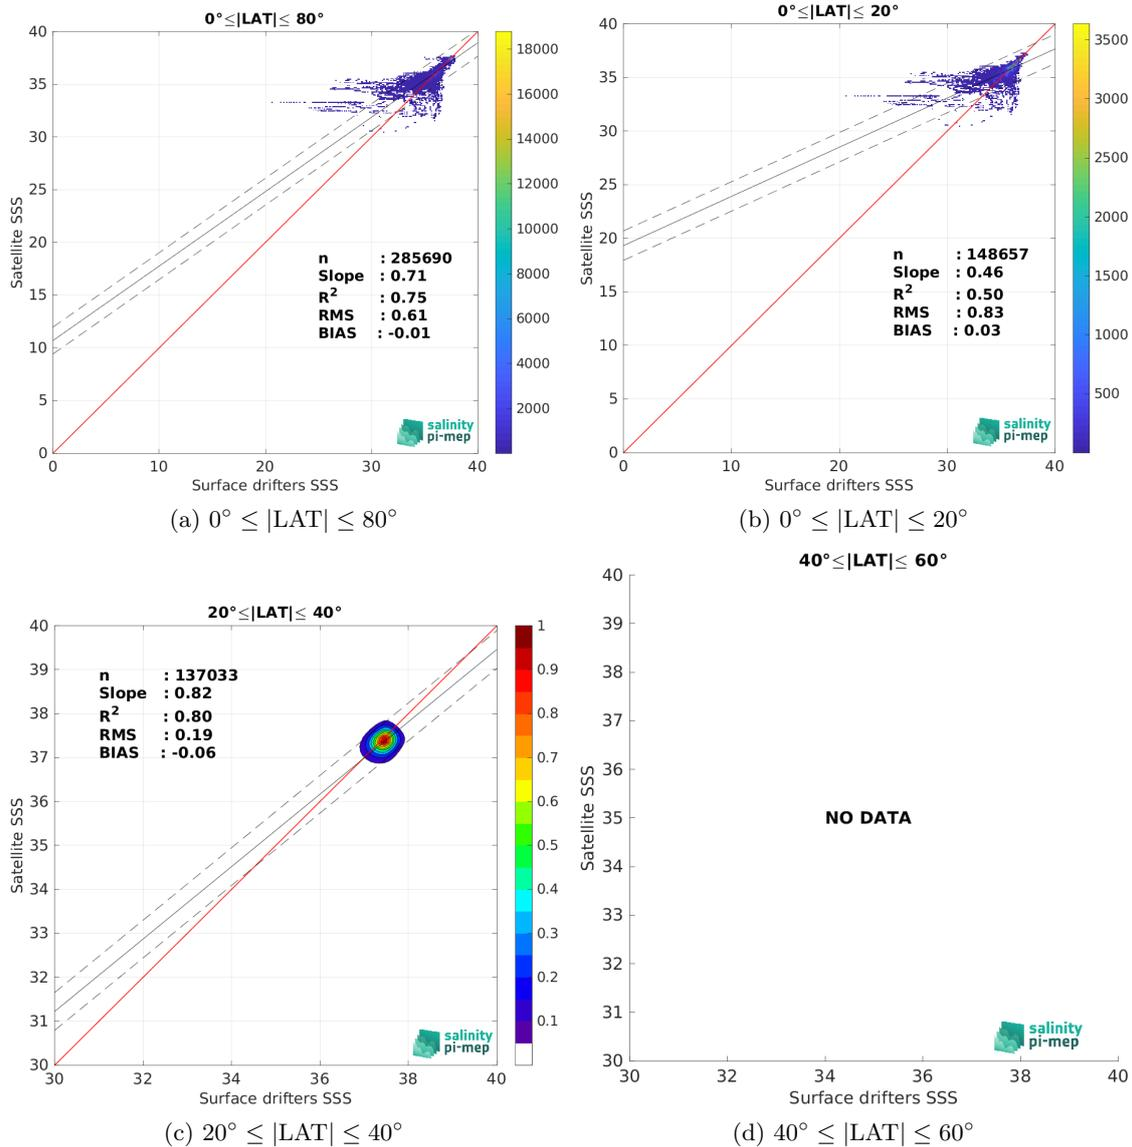 0°≤|LAT|≤ 80°
40
35
30
25
20
15
10
5
0
0
10
20
30
40
Satellite SSS
Surface drifters SSS
n : 285690
Slope : 0.71
R² : 0.75
RMS : 0.61
BIAS : -0.01
18000
16000
14000
12000
10000
8000
6000
4000
2000
salinity
pi-mep
(a) 0° ≤ |LAT| ≤ 80°
0°≤|LAT|≤ 20°
40
35
30
25
20
15
10
5
0
0
10
20
30
40
Satellite SSS
Surface drifters SSS
n : 148657
Slope : 0.46
R² : 0.50
RMS : 0.83
BIAS : 0.03
3500
3000
2500
2000
1500
1000
500
salinity
pi-mep
(b) 0° ≤ |LAT| ≤ 20°
20°≤|LAT|≤ 40°
40
39
38
37
36
35
34
33
32
31
30
30
32
34
36
38
40
Satellite SSS
Surface drifters SSS
n : 137033
Slope : 0.82
R² : 0.80
RMS : 0.19
BIAS : -0.06
1
0.9
0.8
0.7
0.6
0.5
0.4
0.3
0.2
0.1
salinity
pi-mep
(c) 20° ≤ |LAT| ≤ 40°
40°≤|LAT|≤ 60°
40
39
38
37
36
35
34
33
32
31
30
30
32
34
36
38
40
Satellite SSS
Surface drifters SSS
NO DATA
salinity
pi-mep
(d) 40° ≤ |LAT| ≤ 60°